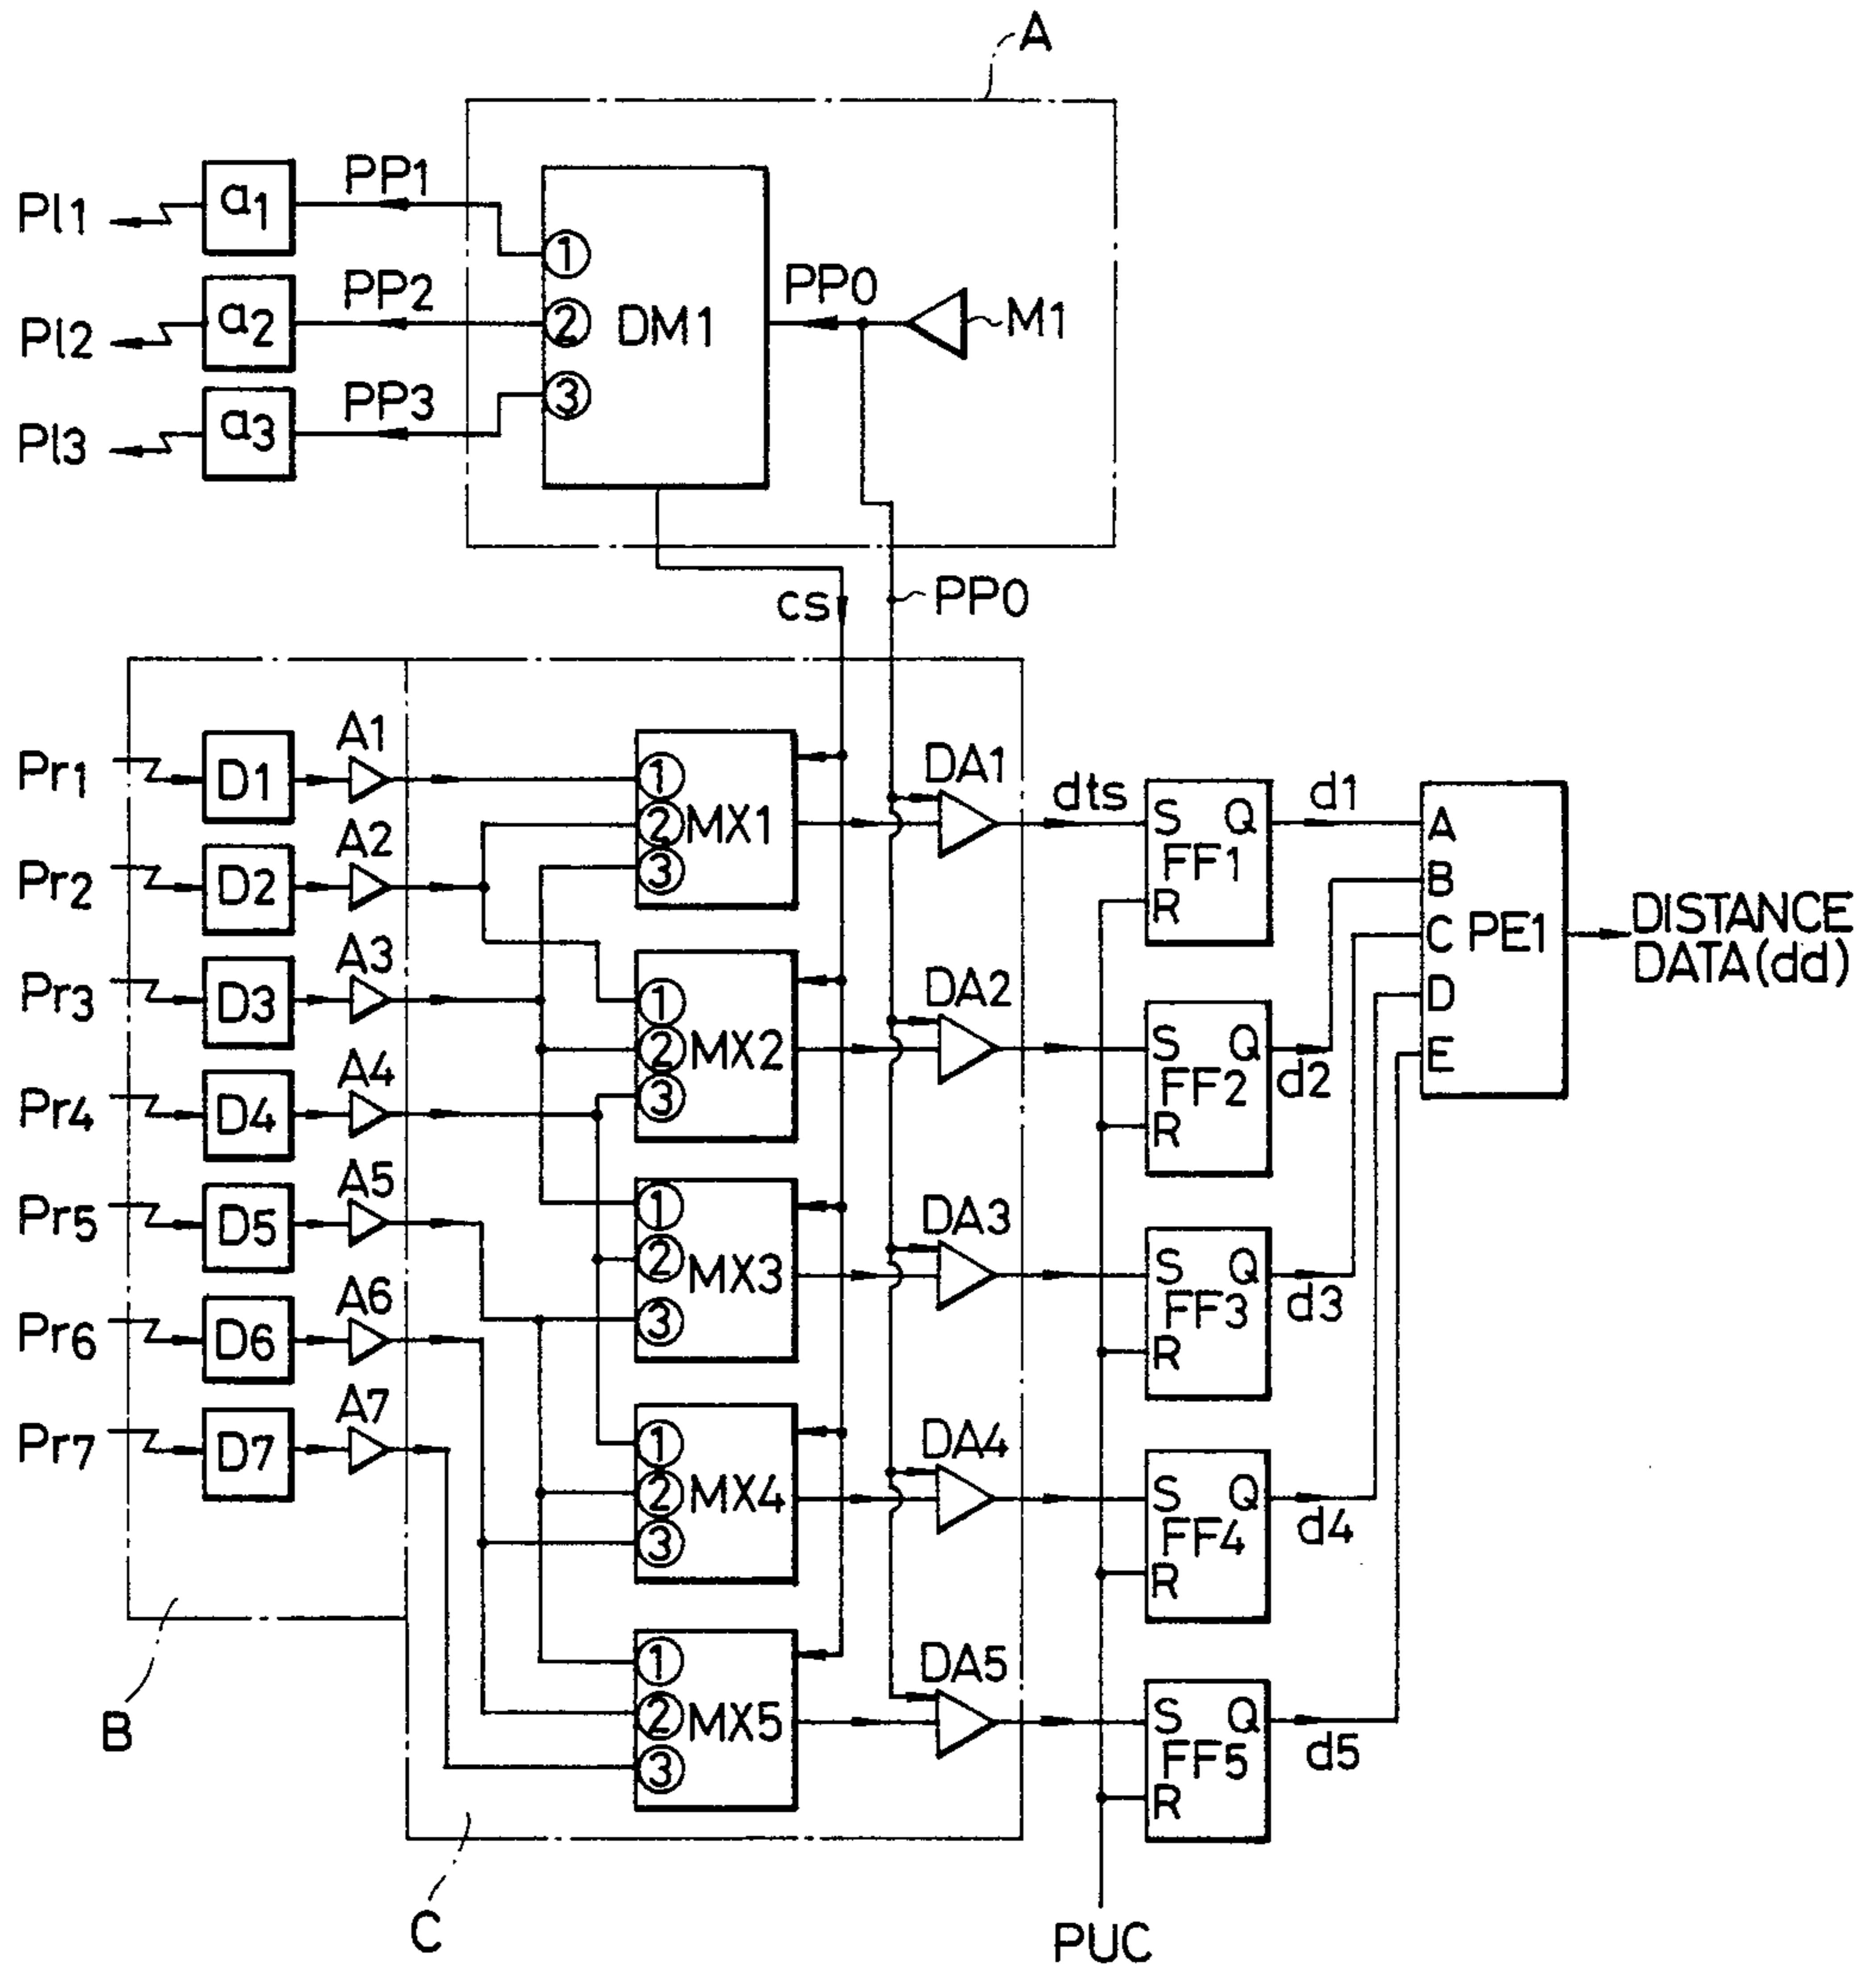 A
Pl1
a1
PP1
Pl2
a2
PP2
Pl3
a3
PP3
①
②
③
DM1
PP0
M1
cs
PP0
Pr1
D1
A1
Pr2
D2
A2
Pr3
D3
A3
Pr4
D4
A4
Pr5
D5
A5
Pr6
D6
A6
Pr7
D7
A7
① ② ③ MX1
① ② ③ MX2
① ② ③ MX3
① ② ③ MX4
① ② ③ MX5
DA1
DA2
DA3
DA4
DA5
dts
S Q
FF1
R
d1
S Q
FF2
R
d2
S Q
FF3
R
d3
S Q
FF4
R
d4
S Q
FF5
R
d5
A
B
C
D
E
PE1
DISTANCE
DATA(dd)
B
C
PUC